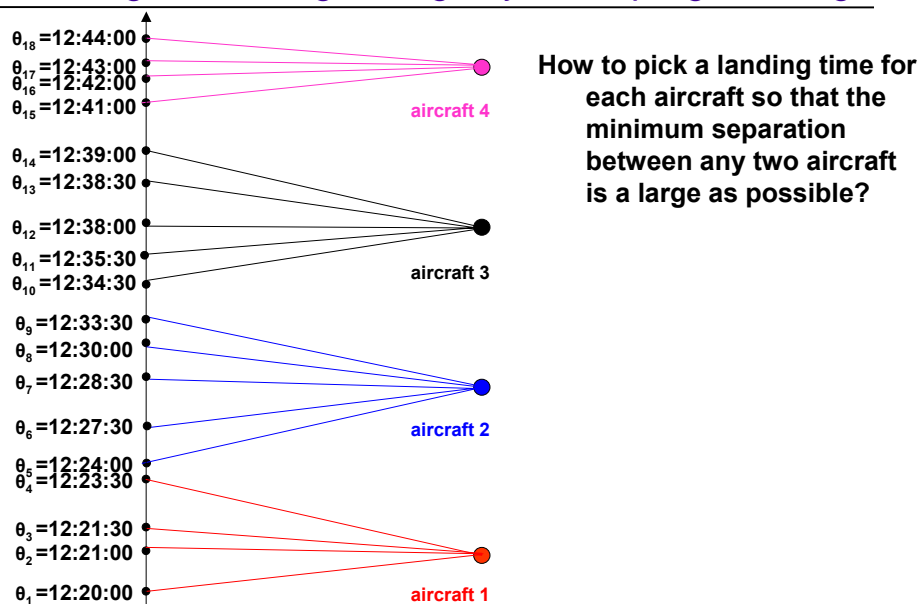 θ18 =12:44:00
θ17 =12:43:00
θ16 =12:42:00
θ15 =12:41:00
aircraft 4
How to pick a landing time for
each aircraft so that the
minimum separation
between any two aircraft
is a large as possible?
θ14 =12:39:00
θ13 =12:38:30
θ12 =12:38:00
θ11 =12:35:30
θ10 =12:34:30
aircraft 3
θ9 =12:33:30
θ8 =12:30:00
θ7 =12:28:30
θ6 =12:27:30
θ5 =12:24:00
aircraft 2
θ4 =12:23:30
θ3 =12:21:30
θ2 =12:21:00
θ1 =12:20:00
aircraft 1